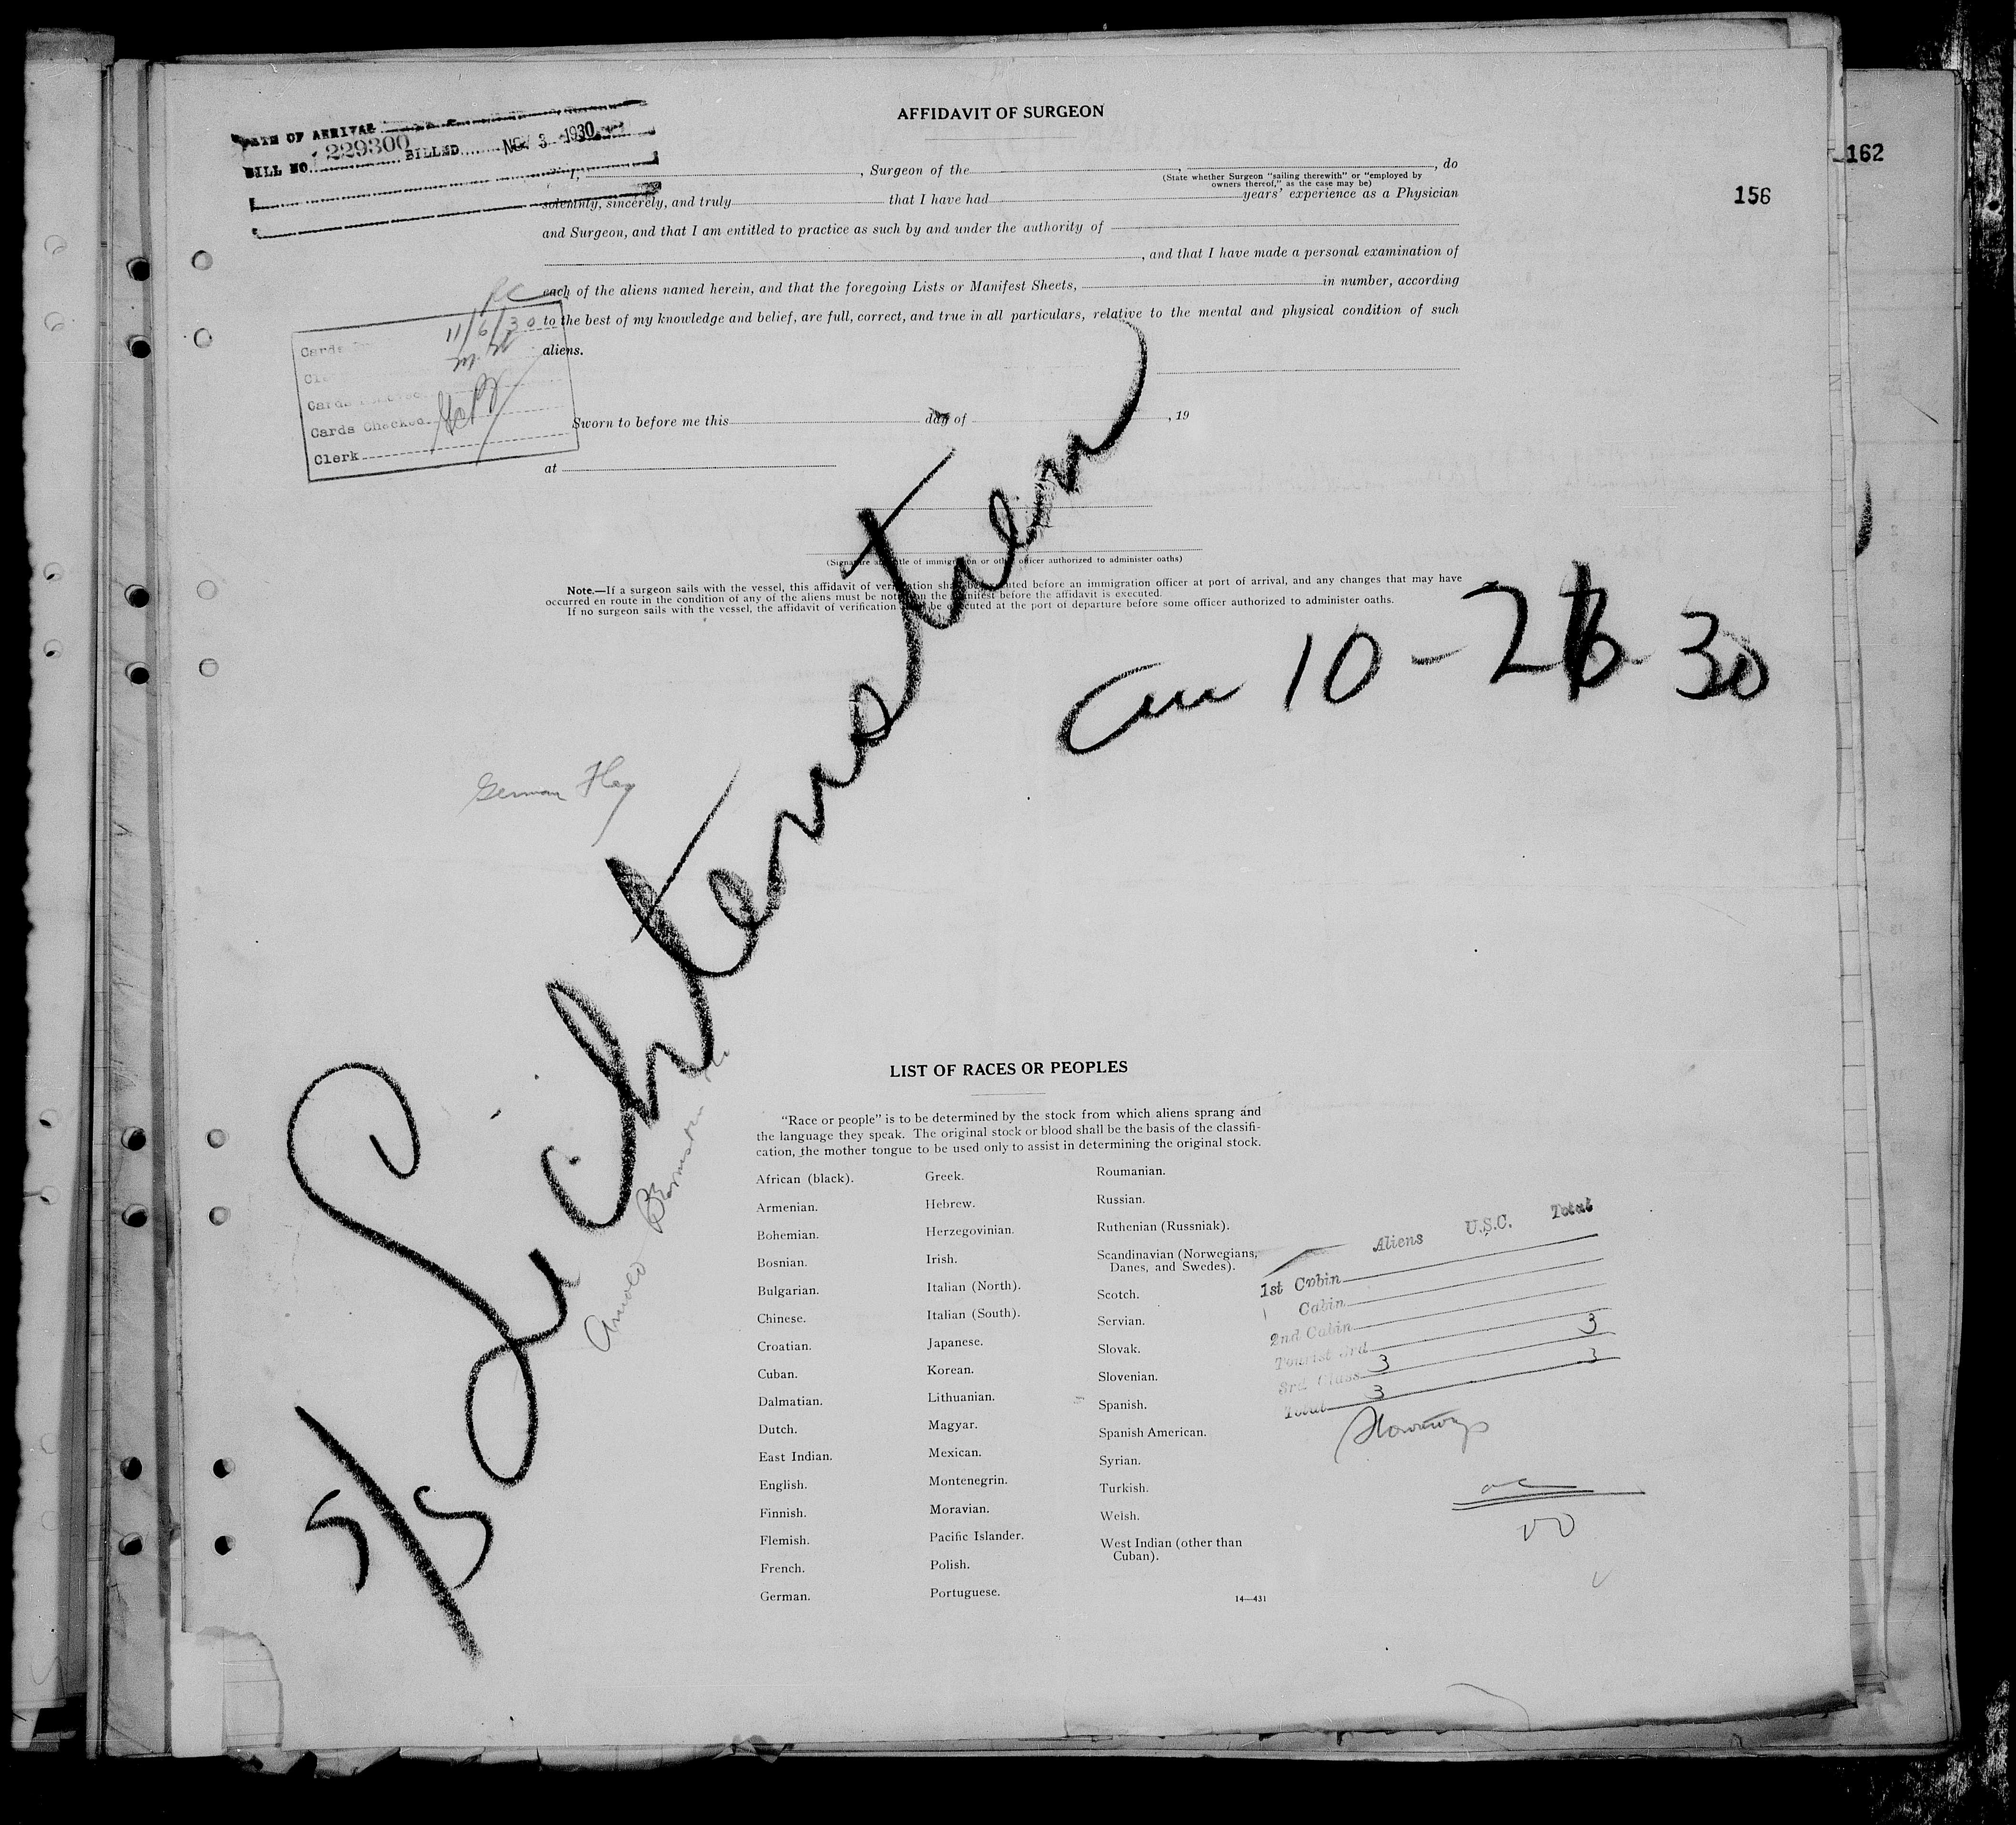 AFFIDAVIT OF SURGEON
DATE OF ARRIVAL
BILL NO. 229300 BILLED NOV 3 1930
162
156
I, , Surgeon of the , , do
(State whether Surgeon "sailing therewith" or "employed by
owners thereof," as the case may be)
solemnly, sincerely, and truly that I have had years' experience as a Physician
and Surgeon, and that I am entitled to practice as such by and under the authority of
, and that I have made a personal examination of
each of the aliens named herein, and that the foregoing Lists or Manifest Sheets, in number, according
to the best of my knowledge and belief, are full, correct, and true in all particulars, relative to the mental and physical condition of such
aliens.
11/6/30
Cards
Cards
Cards Checked
Clerk
Sworn to before me this day of , 19
at
(Signature and title of immigration or other officer authorized to administer oaths)
Note.—If a surgeon sails with the vessel, this affidavit of verification shall be executed before an immigration officer at port of arrival, and any changes that may have
occurred en route in the condition of any of the aliens must be noted on the manifest before the affidavit is executed.
If no surgeon sails with the vessel, the affidavit of verification must be executed at the port of departure before some officer authorized to administer oaths.
S/S Lichtenstein
10-26-30
German Flag
LIST OF RACES OR PEOPLES
"Race or people" is to be determined by the stock from which aliens sprang and
the language they speak. The original stock or blood shall be the basis of the classifi-
cation, the mother tongue to be used only to assist in determining the original stock.
African (black).
Armenian.
Bohemian.
Bosnian.
Bulgarian.
Chinese.
Croatian.
Cuban.
Dalmatian.
Dutch.
East Indian.
English.
Finnish.
Flemish.
French.
German.
Greek.
Hebrew.
Herzegovinian.
Irish.
Italian (North).
Italian (South).
Japanese.
Korean.
Lithuanian.
Magyar.
Mexican.
Montenegrin.
Moravian.
Pacific Islander.
Polish.
Portuguese.
Roumanian.
Russian.
Ruthenian (Russniak).
Scandinavian (Norwegians,
Danes, and Swedes).
Scotch.
Servian.
Slovak.
Slovenian.
Spanish.
Spanish American.
Syrian.
Turkish.
Welsh.
West Indian (other than
Cuban).
14—431
Arnold Bernstein
Aliens U.S.C. Total
1st Cabin
Cabin
2nd Cabin
Tourist 3rd
3rd Class 3 3
Total 3 3